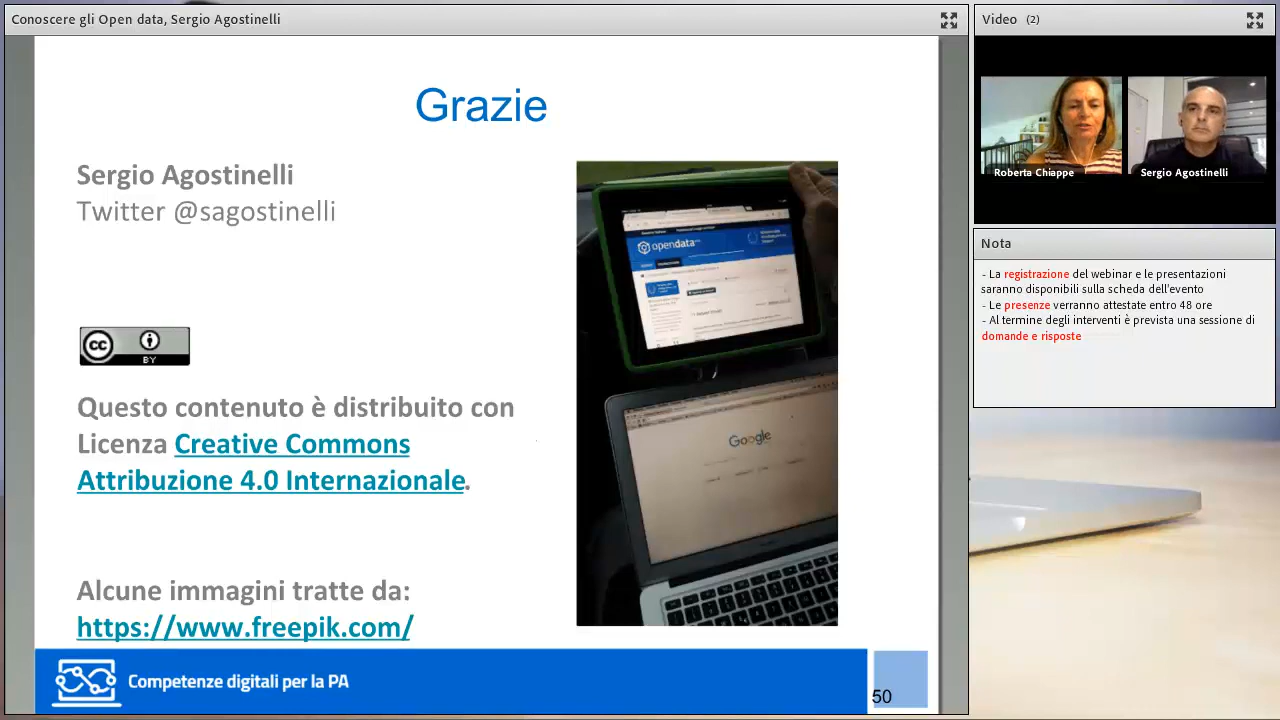 Conoscere gli Open data, Sergio Agostinelli
Grazie
Sergio Agostinelli
Twitter @sagostinelli
cc
BY
Questo contenuto è distribuito con
Licenza Creative Commons
Attribuzione 4.0 Internazionale.
Alcune immagini tratte da:
https://www.freepik.com/
opendata
Google
Competenze digitali per la PA
50
Video (2)
Roberta Chiappe
Sergio Agostinelli
Nota
- La registrazione del webinar e le presentazioni
saranno disponibili sulla scheda dell'evento
- Le presenze verranno attestate entro 48 ore
- Al termine degli interventi è prevista una sessione di
domande e risposte